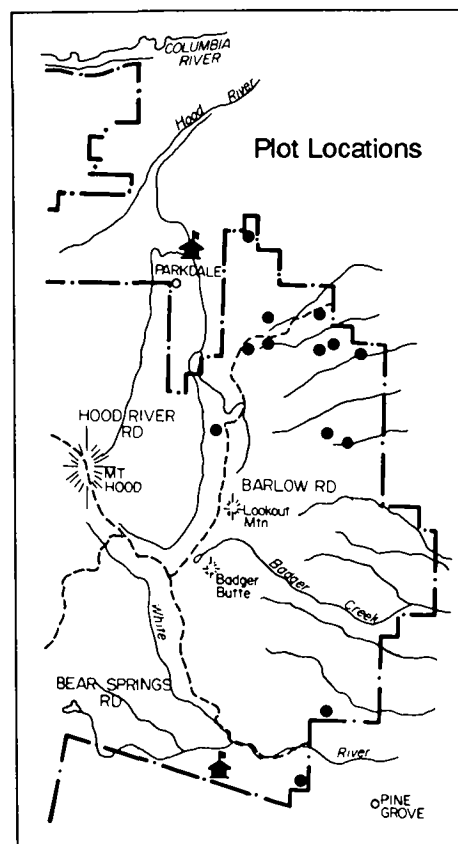 COLUMBIA
RIVER
Hood River
Plot Locations
PARKDALE
HOOD RIVER
RD
MT
HOOD
BARLOW RD
Lookout
Mtn
Badger
Butte
Badger Creek
White River
BEAR SPRINGS
RD
PINE
GROVE